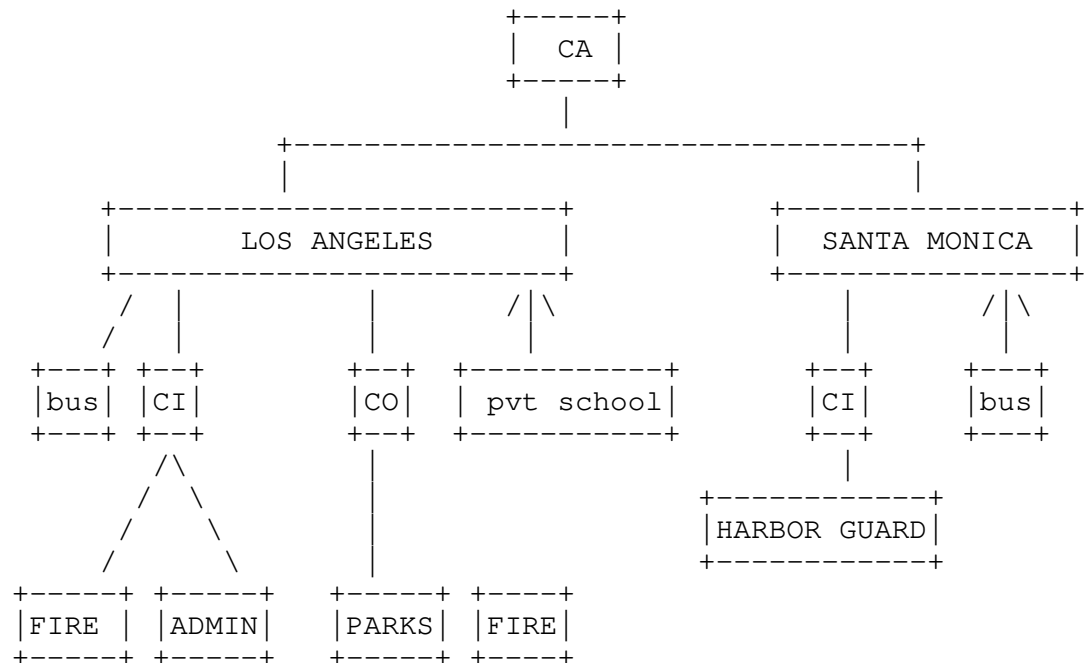 CA
LOS ANGELES SANTA MONICA
bus CI CO pvt school CI bus
HARBOR GUARD
FIRE ADMIN PARKS FIRE